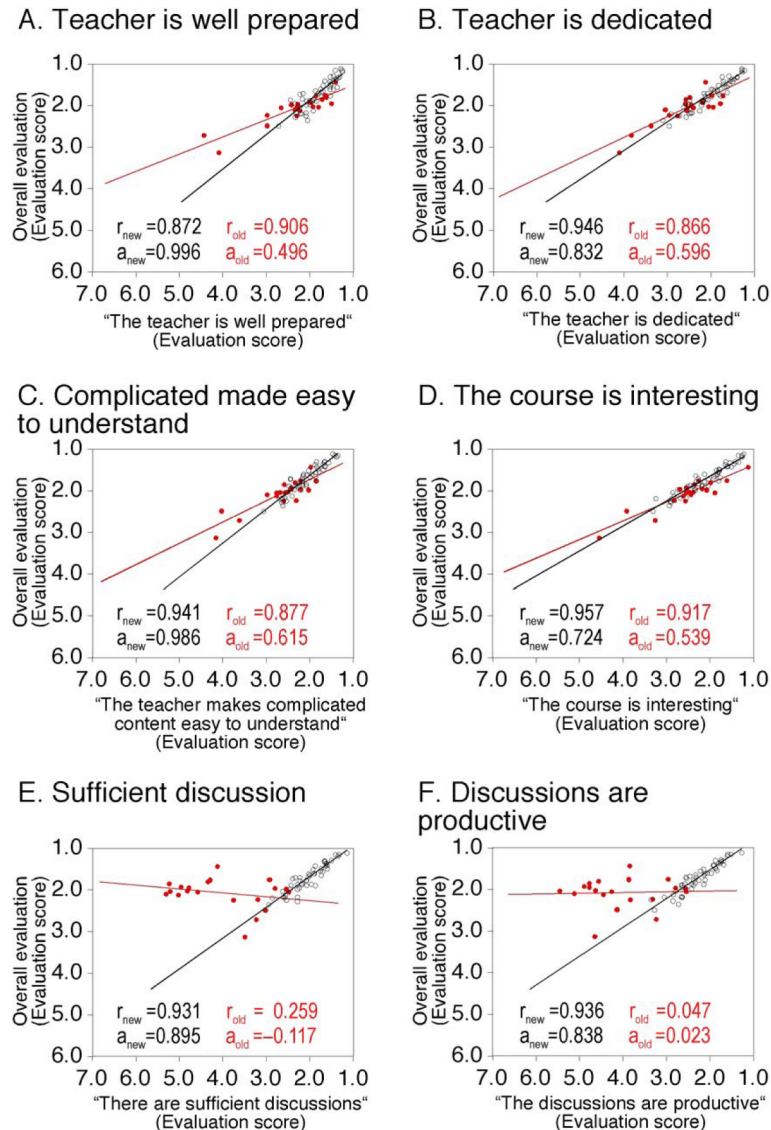 A. Teacher is well prepared
Overall evaluation
(Evaluation score)
1.0
2.0
3.0
4.0
5.0
6.0
r_new=0.872 r_old=0.906
a_new=0.996 a_old=0.496
7.0 6.0 5.0 4.0 3.0 2.0 1.0
"The teacher is well prepared“
(Evaluation score)
B. Teacher is dedicated
Overall evaluation
(Evaluation score)
1.0
2.0
3.0
4.0
5.0
6.0
r_new=0.946 r_old=0.866
a_new=0.832 a_old=0.596
7.0 6.0 5.0 4.0 3.0 2.0 1.0
"The teacher is dedicated“
(Evaluation score)
C. Complicated made easy
to understand
Overall evaluation
(Evaluation score)
1.0
2.0
3.0
4.0
5.0
6.0
r_new=0.941 r_old=0.877
a_new=0.986 a_old=0.615
7.0 6.0 5.0 4.0 3.0 2.0 1.0
"The teacher makes complicated
content easy to understand“
(Evaluation score)
D. The course is interesting
Overall evaluation
(Evaluation score)
1.0
2.0
3.0
4.0
5.0
6.0
r_new=0.957 r_old=0.917
a_new=0.724 a_old=0.539
7.0 6.0 5.0 4.0 3.0 2.0 1.0
"The course is interesting“
(Evaluation score)
E. Sufficient discussion
Overall evaluation
(Evaluation score)
1.0
2.0
3.0
4.0
5.0
6.0
r_new=0.931 r_old= 0.259
a_new=0.895 a_old=−0.117
7.0 6.0 5.0 4.0 3.0 2.0 1.0
"There are sufficient discussions“
(Evaluation score)
F. Discussions are
productive
Overall evaluation
(Evaluation score)
1.0
2.0
3.0
4.0
5.0
6.0
r_new=0.936 r_old=0.047
a_new=0.838 a_old=0.023
7.0 6.0 5.0 4.0 3.0 2.0 1.0
"The discussions are productive“
(Evaluation score)